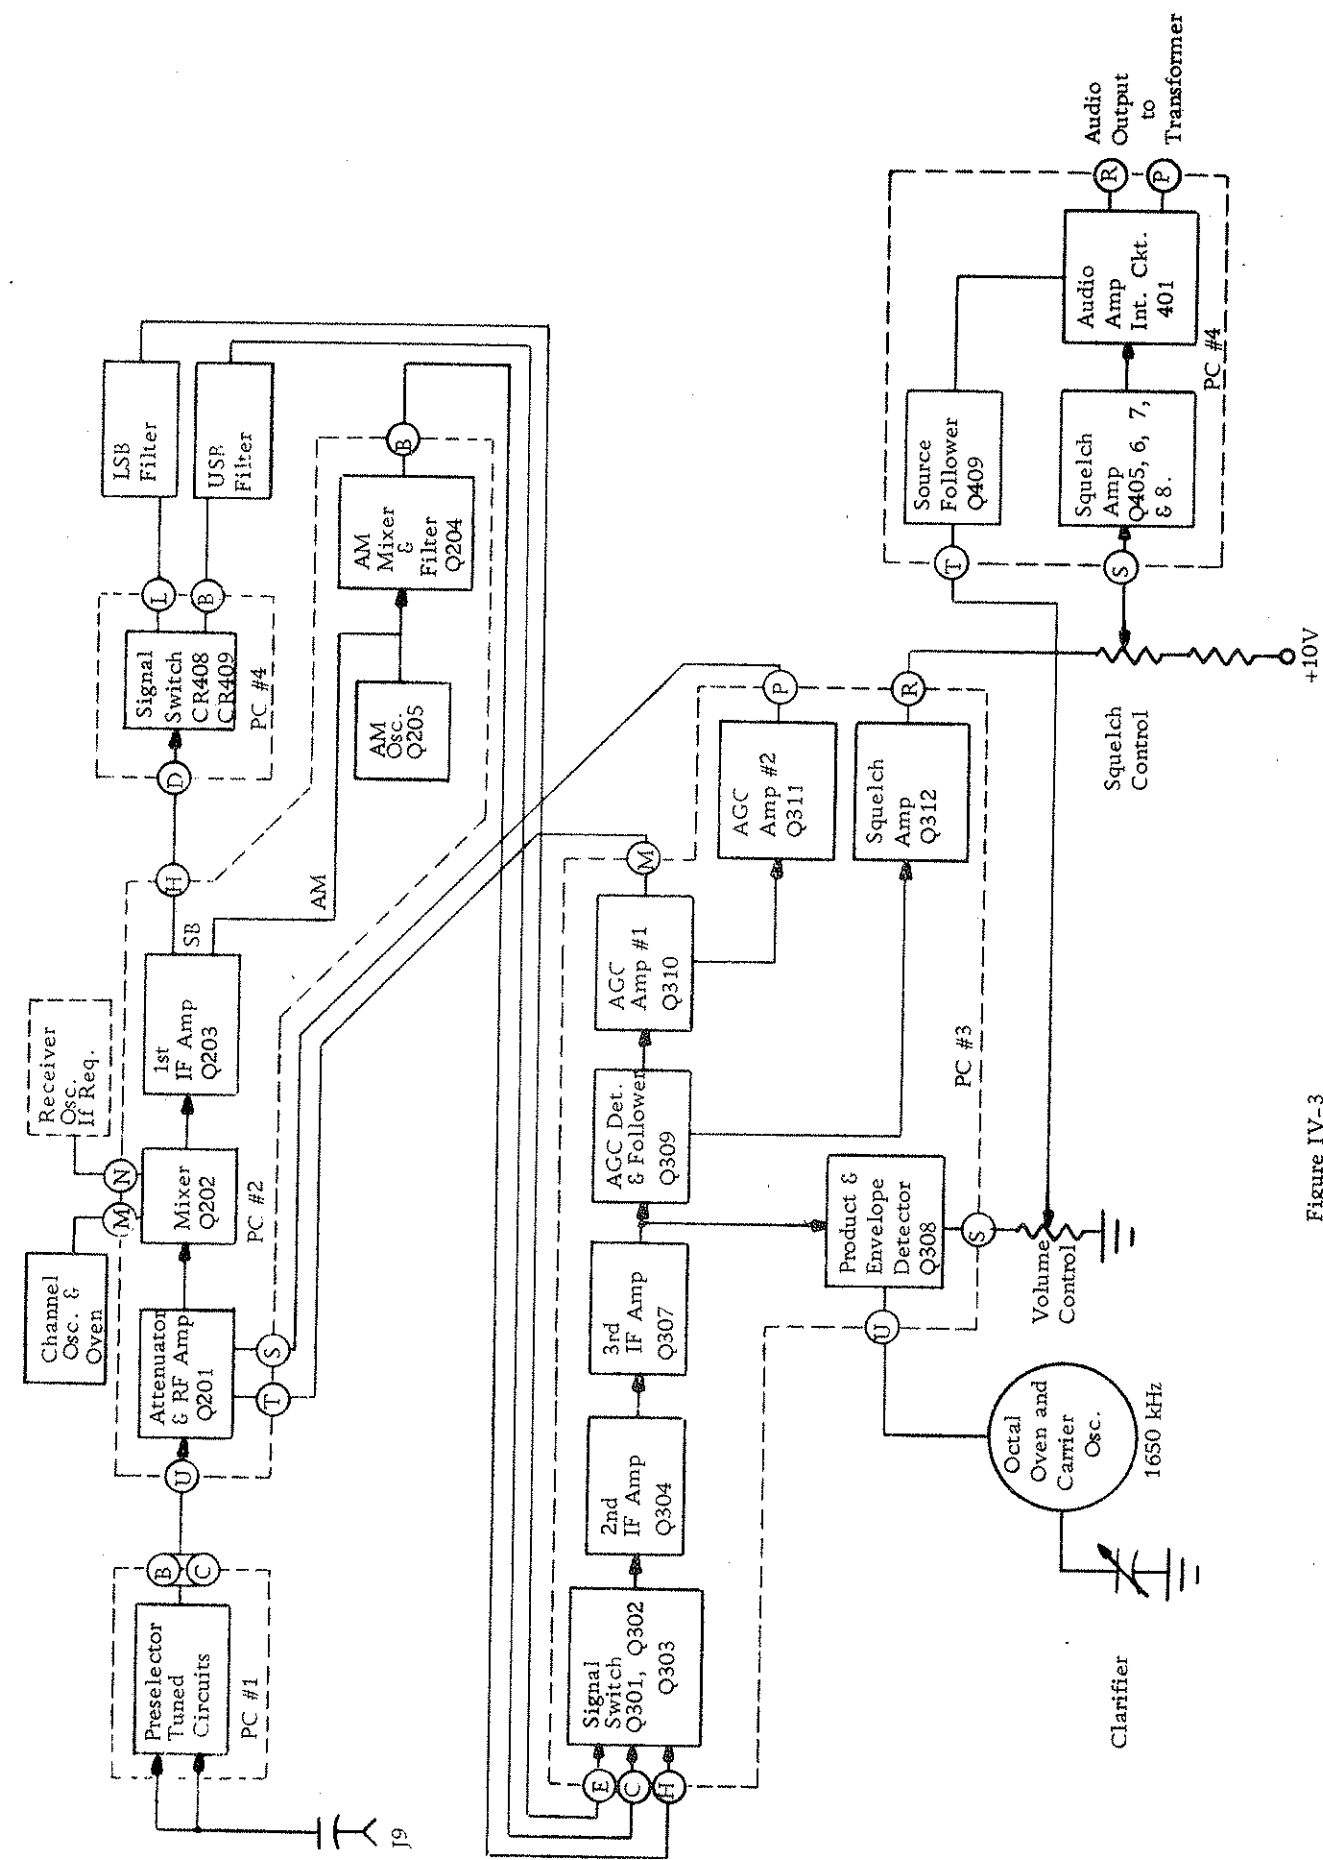 J9
Preselector
Tuned
Circuits
PC #1
B
C
U
Attenuator
& RF Amp
Q201
T
S
Channel
Osc. &
Oven
M
N
Receiver
Osc.
If Req.
Mixer
Q202
PC #2
1st
IF Amp
Q203
SB
AM
H
D
Signal
Switch
CR408
CR409
PC #4
L
B
LSB
Filter
USB
Filter
AM
Osc.
Q205
AM
Mixer
&
Filter
Q204
B
E
C
H
Signal
Switch
Q301, Q302
Q303
2nd
IF Amp
Q304
3rd
IF Amp
Q307
AGC Det.
& Follower
Q309
AGC
Amp #1
Q310
M
AGC
Amp #2
Q311
P
Squelch
Amp
Q312
R
PC #3
Product &
Envelope
Detector
Q308
U
S
Volume
Control
Octal
Oven and
Carrier
Osc.
1650 kHz
Clarifier
Squelch
Control
+10V
T
S
Source
Follower
Q409
Squelch
Amp
Q405, 6, 7,
& 8.
Audio
Amp
Int. Ckt.
401
PC #4
R
P
Audio
Output
to
Transformer
Figure IV-3